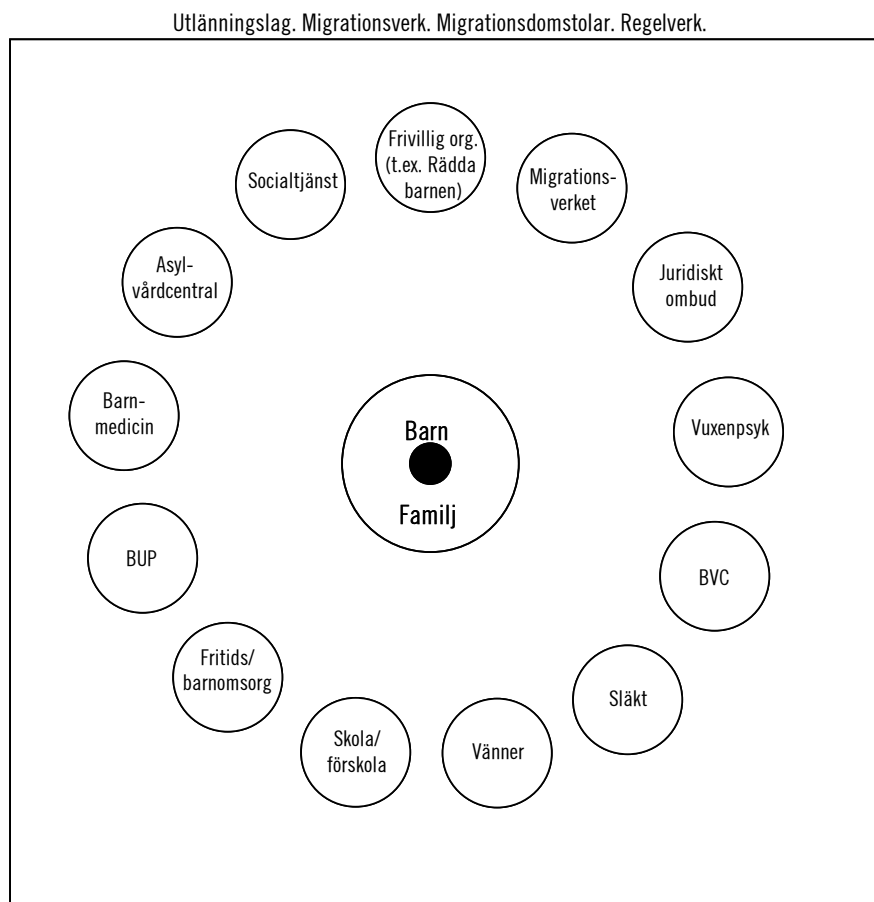 Utlänningslag. Migrationsverk. Migrationsdomstolar. Regelverk.
Frivillig org.
(t.ex. Rädda
barnen)
Socialtjänst
Migrations-
verket
Asyl-
vårdcentral
Juridiskt
ombud
Barn-
medicin
Vuxenpsyk
Barn
Familj
BUP
BVC
Fritids/
barnomsorg
Släkt
Skola/
förskola
Vänner